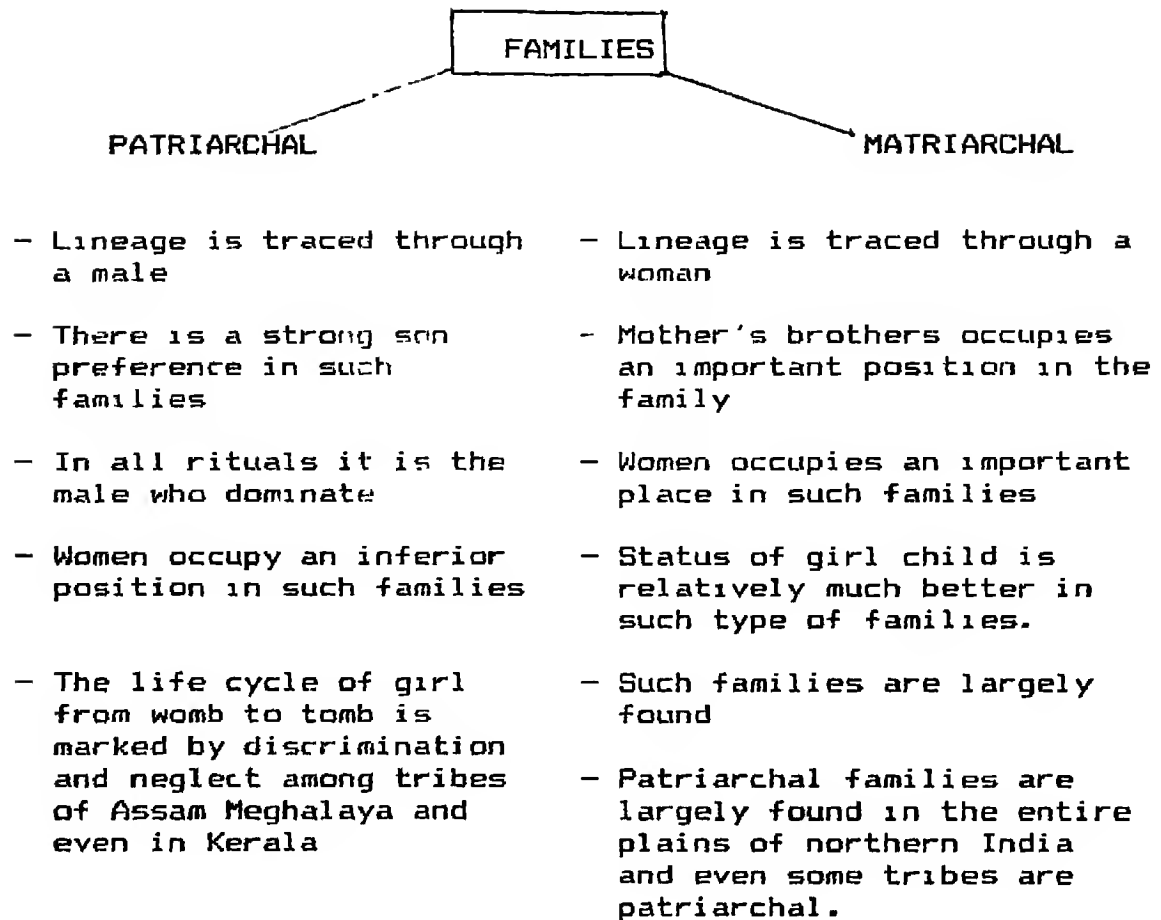 FAMILIES
PATRIARCHAL
MATRIARCHAL
- Lineage is traced through
a male
- There is a strong son
preference in such
families
- In all rituals it is the
male who dominate
- Women occupy an inferior
position in such families
- The life cycle of girl
from womb to tomb is
marked by discrimination
and neglect among tribes
of Assam Meghalaya and
even in Kerala
- Lineage is traced through a
woman
- Mother's brothers occupies
an important position in the
family
- Women occupies an important
place in such families
- Status of girl child is
relatively much better in
such type of families.
- Such families are largely
found
- Patriarchal families are
largely found in the entire
plains of northern India
and even some tribes are
patriarchal.